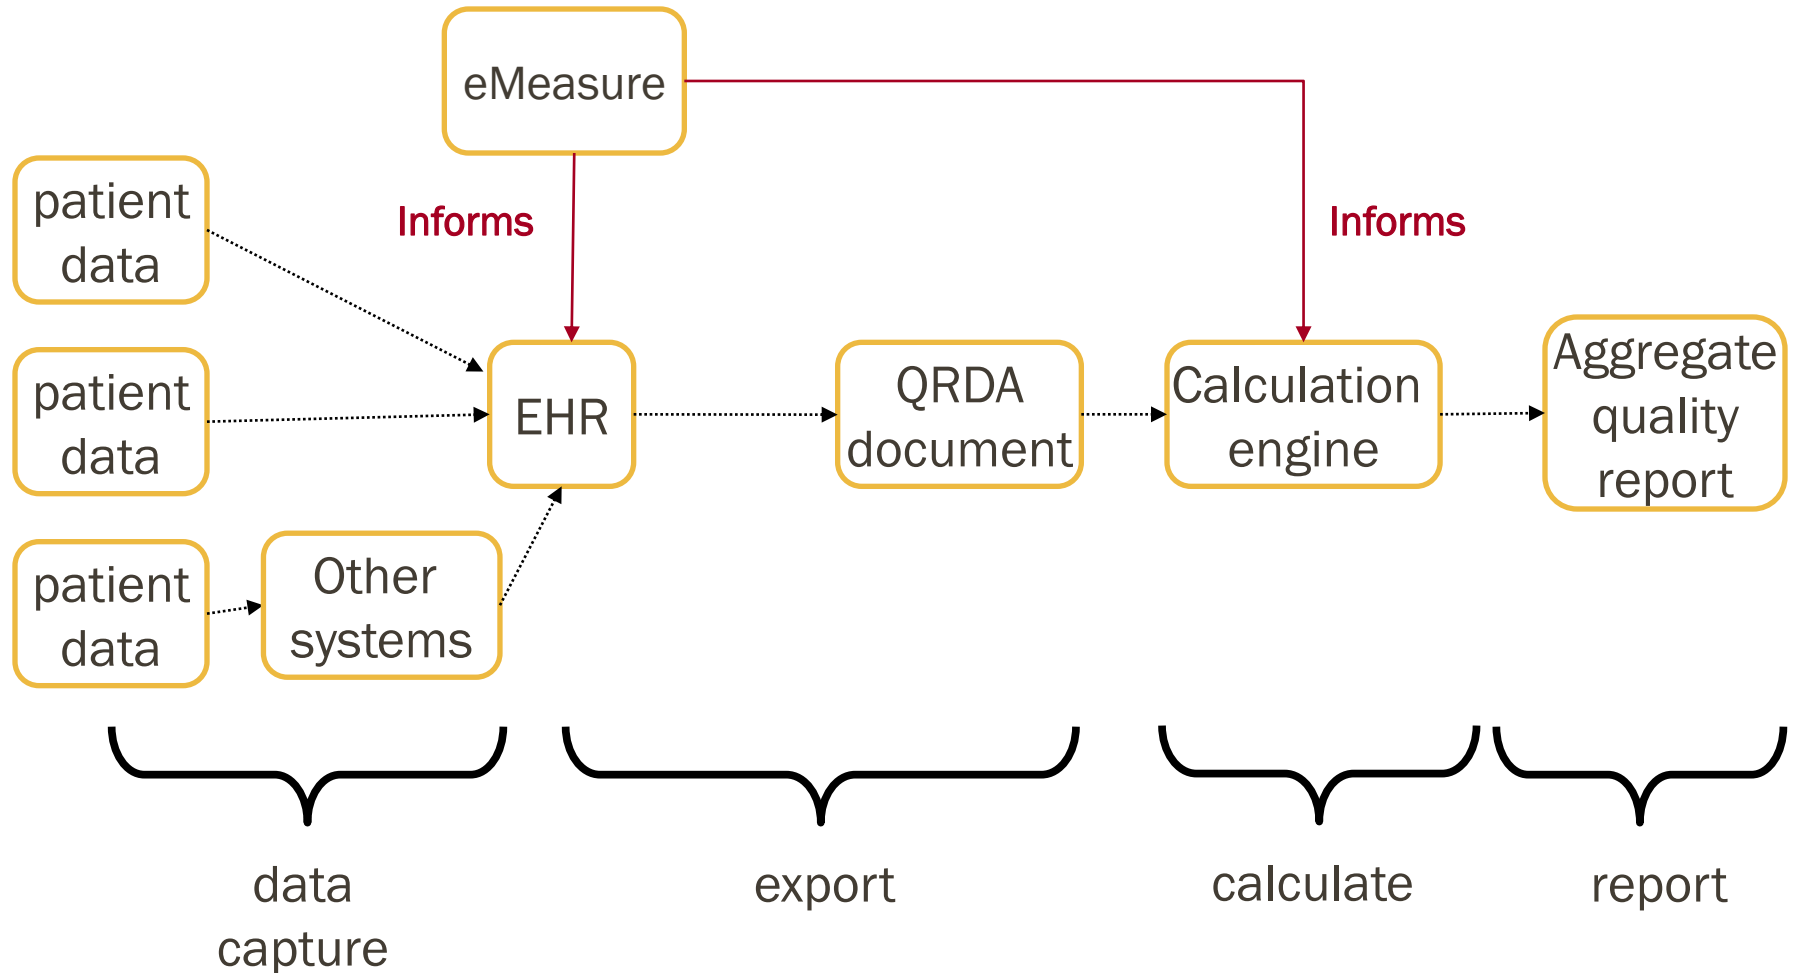 eMeasure
Informs
Informs
patient
data
patient
data
patient
data
Other
systems
EHR
QRDA
document
Calculation
engine
Aggregate
quality
report
data
capture
export
calculate
report